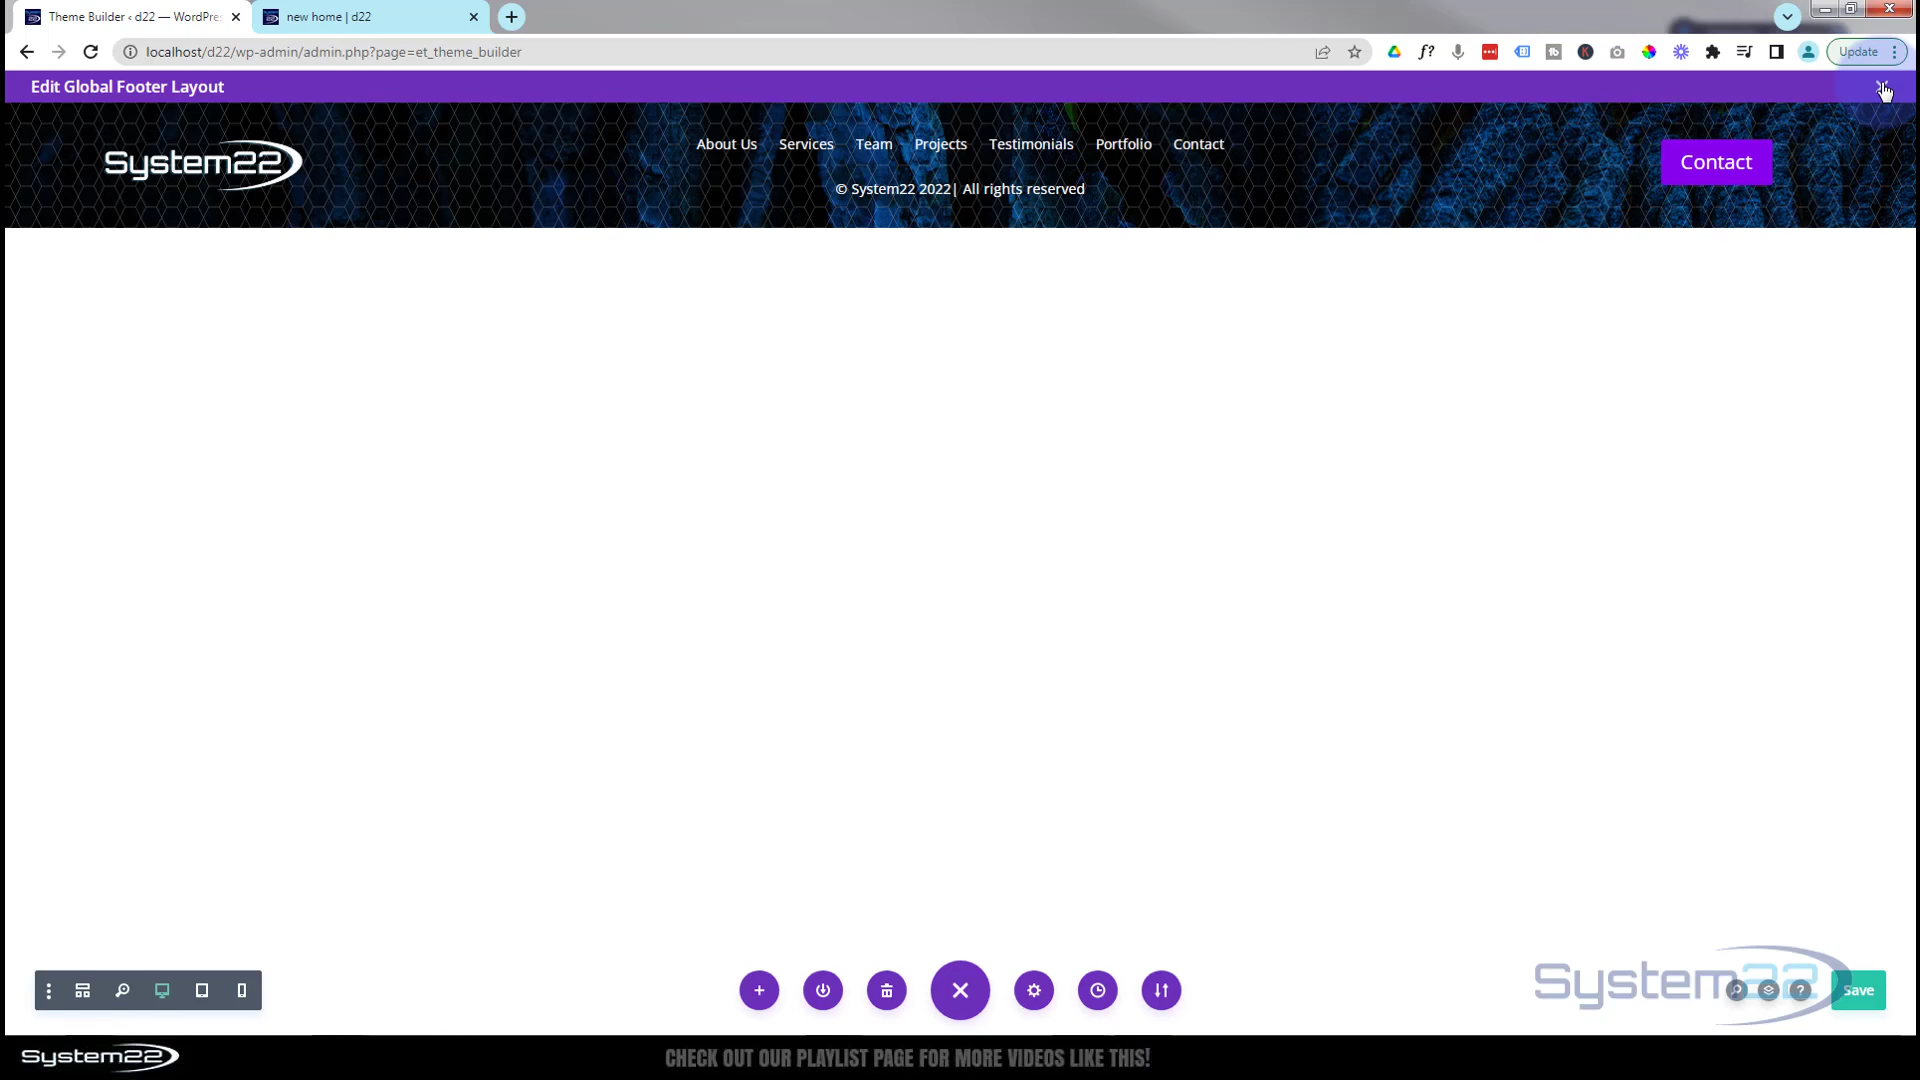 Theme Builder ‹ d22 — WordPre
new home | d22
localhost/d22/wp-admin/admin.php?page=et_theme_builder
Update
Edit Global Footer Layout
System22
About Us Services Team Projects Testimonials Portfolio Contact
© System22 2022| All rights reserved
Contact
System22
Save
System22
CHECK OUT OUR PLAYLIST PAGE FOR MORE VIDEOS LIKE THIS!